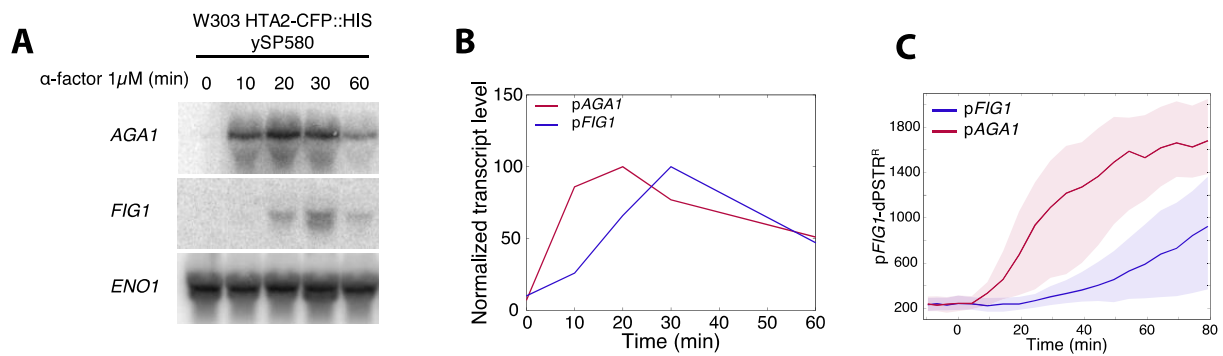 A
W303 HTA2-CFP::HIS
ySP580
α-factor 1μM (min) 0 10 20 30 60
AGA1
FIG1
ENO1
B
Normalized transcript level
150
100
50
0
pAGA1
pFIG1
0 10 20 30 40 50 60
Time (min)
C
pFIG1-dPSTRᴿ
1800
1400
1000
600
200
pFIG1
pAGA1
0 20 40 60 80
Time (min)